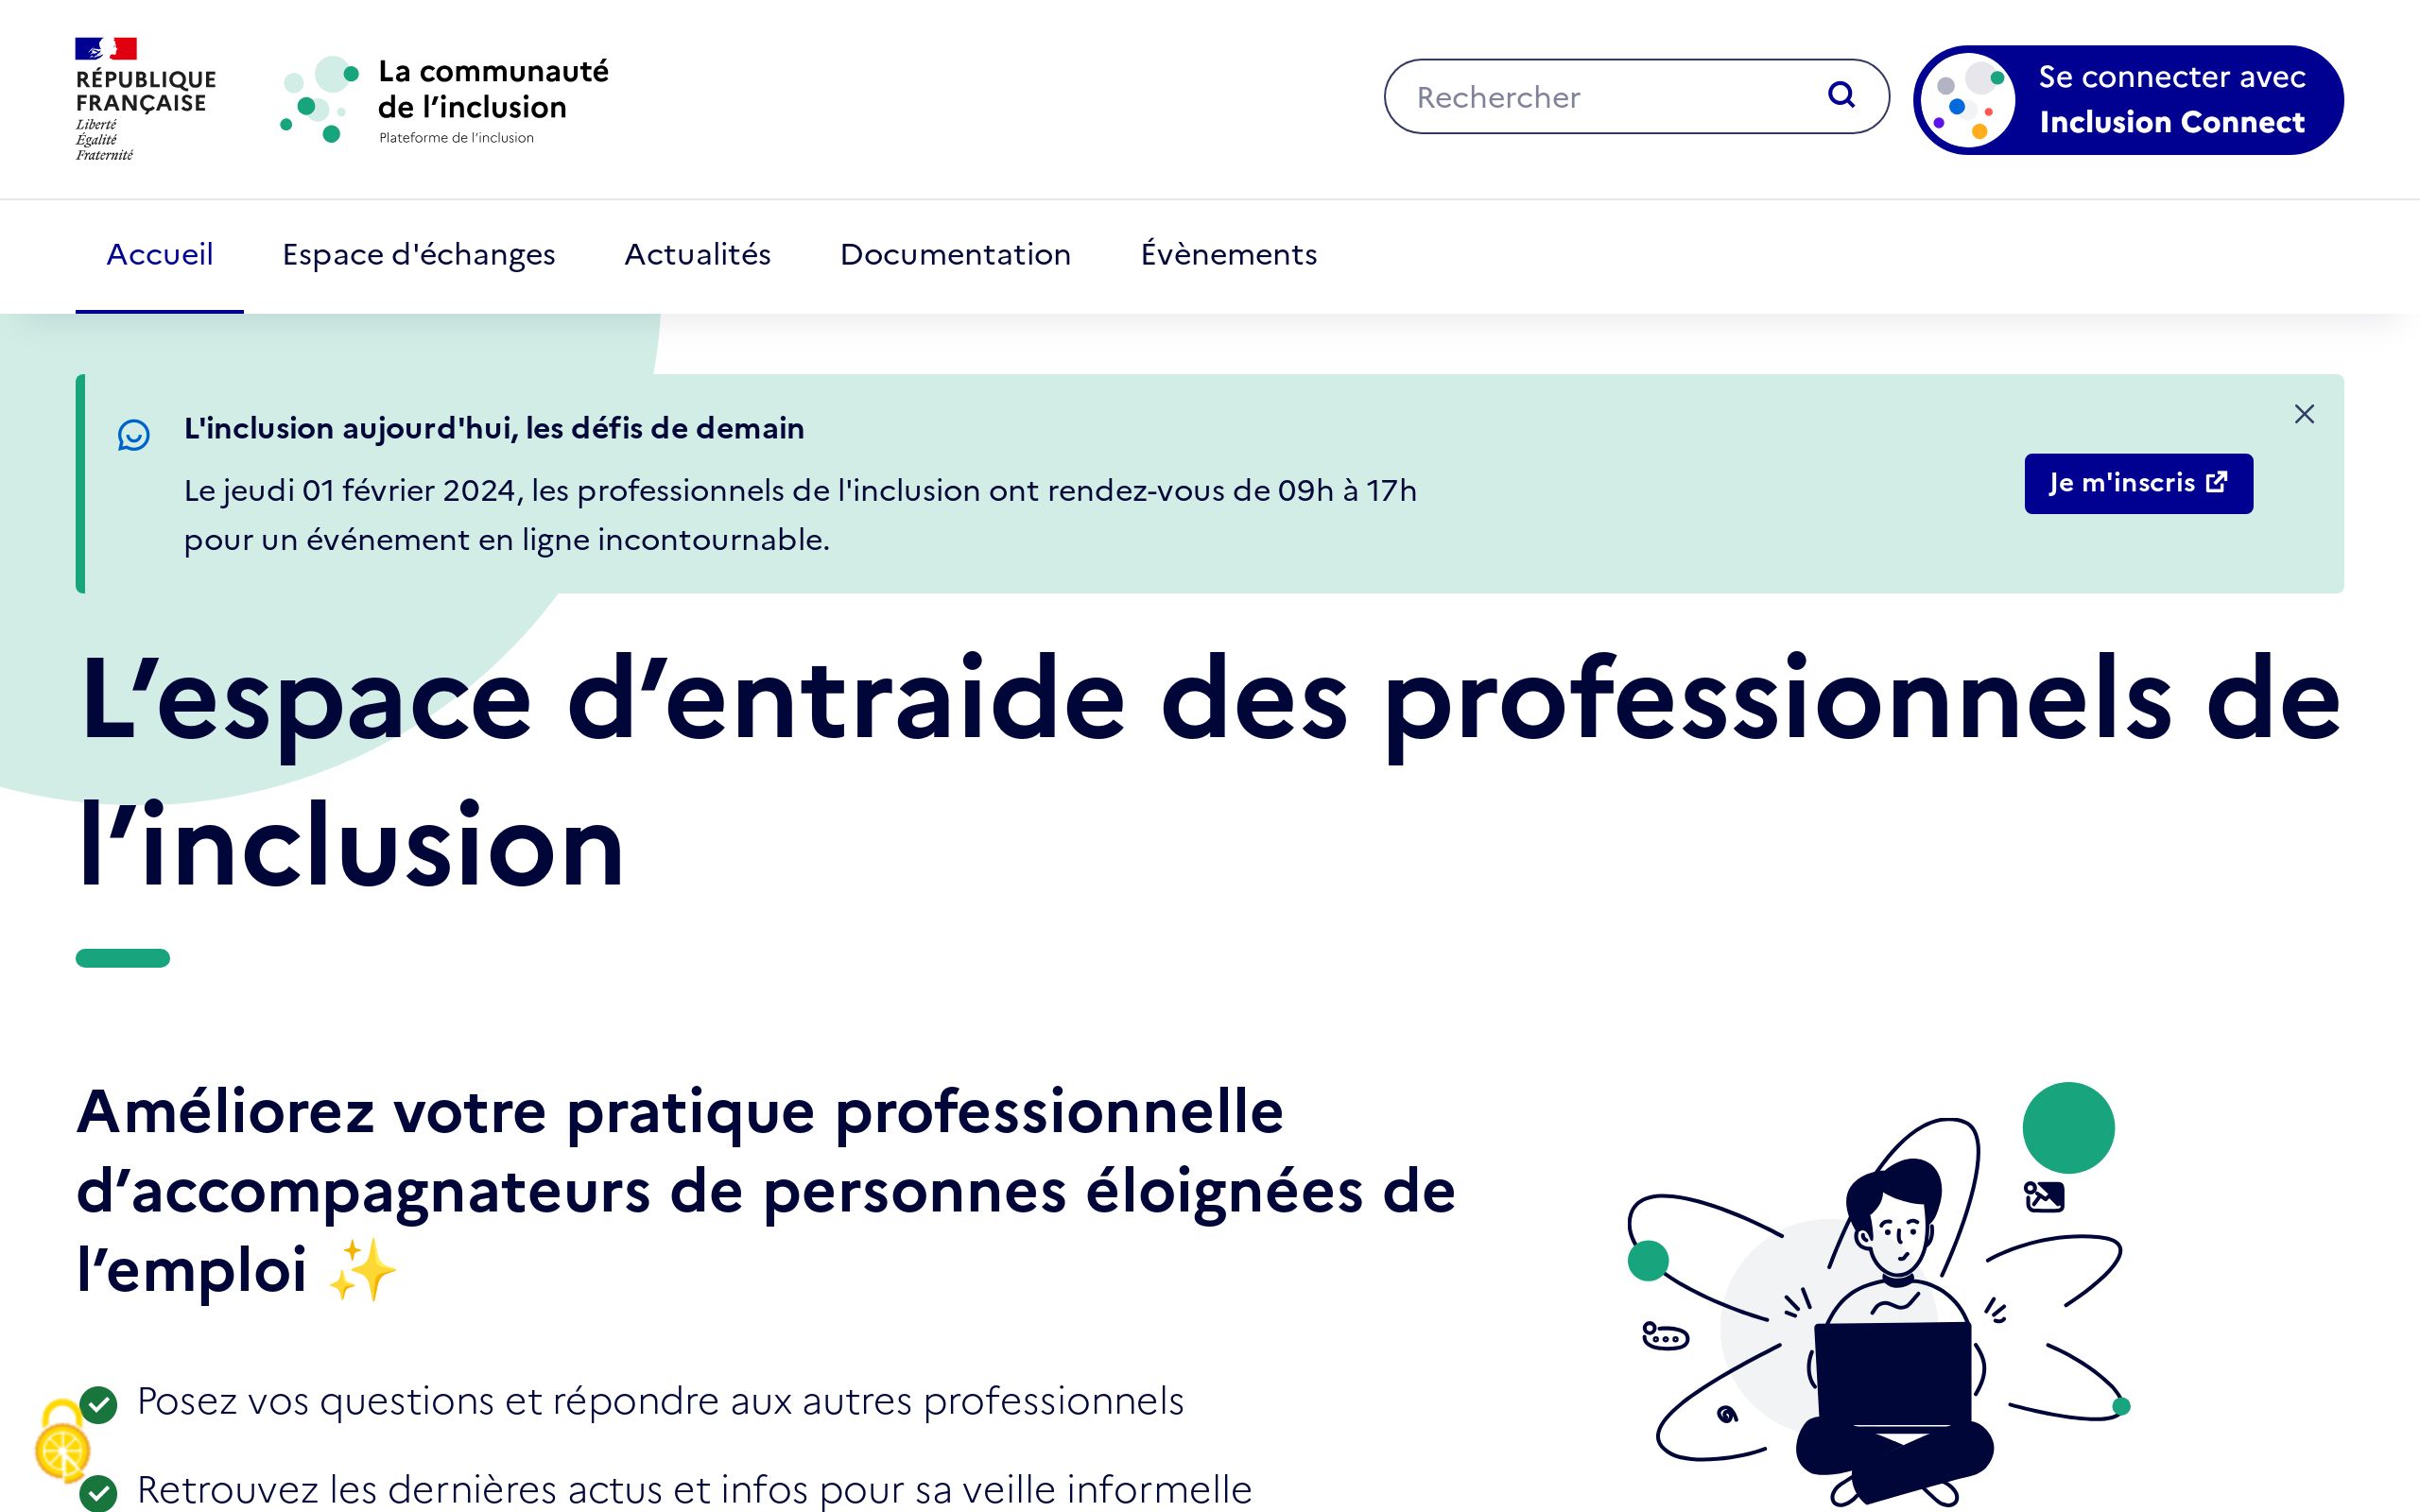 RÉPUBLIQUE
FRANÇAISE
Liberté
Égalité
Fraternité
La communauté
de l’inclusion
Plateforme de l’inclusion
Rechercher
Se connecter avec
Inclusion Connect
Accueil
Espace d'échanges
Actualités
Documentation
Évènements
L'inclusion aujourd'hui, les défis de demain
Le jeudi 01 février 2024, les professionnels de l'inclusion ont rendez-vous de 09h à 17h
pour un événement en ligne incontournable.
Je m'inscris
L’espace d’entraide des professionnels de
l’inclusion
Améliorez votre pratique professionnelle
d’accompagnateurs de personnes éloignées de
l’emploi ✨
Posez vos questions et répondre aux autres professionnels
Retrouvez les dernières actus et infos pour sa veille informelle